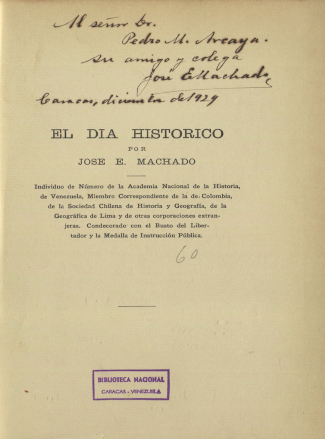 Al señor Dr.
Pedro M. Arcaya.
su amigo y colega
José E Machado
Caracas, diciembre de 1929
EL DIA HISTORICO
POR
JOSE E. MACHADO
Individuo de Número de la Academia Nacional de la Historia,
de Venezuela, Miembro Correspondiente de la de Colombia,
de la Sociedad Chilena de Historia y Geografía, de la
Geográfica de Lima y de otras corporaciones extran-
jeras. Condecorado con el Busto del Liber-
tador y la Medalla de Instrucción Pública.
60
BIBLIOTECA NACIONAL
CARACAS - VENEZUELA